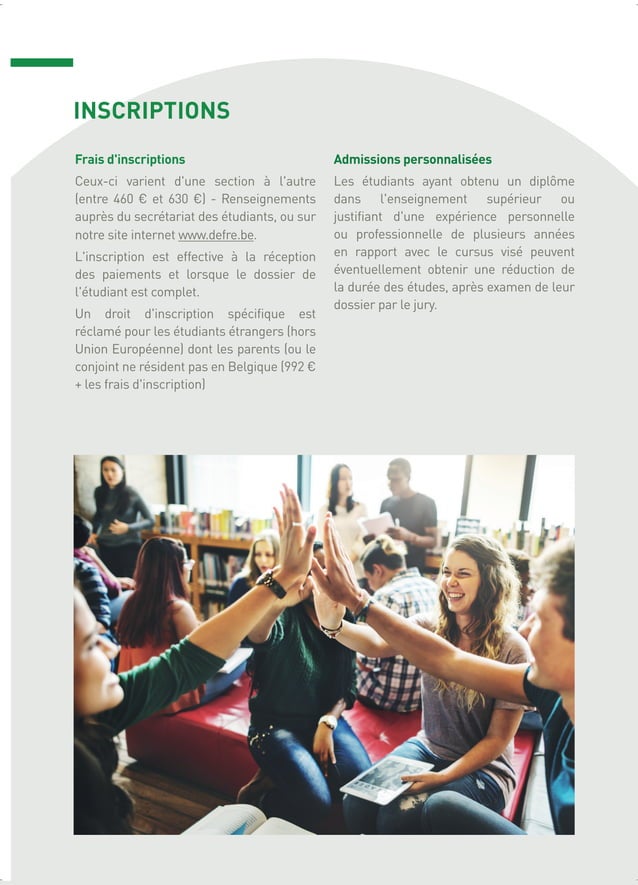 INSCRIPTIONS
Frais d'inscriptions
Ceux-ci varient d'une section à l'autre
(entre 460 € et 630 €) - Renseignements
auprès du secrétariat des étudiants, ou sur
notre site internet www.defre.be.
L'inscription est effective à la réception
des paiements et lorsque le dossier de
l'étudiant est complet.
Un droit d'inscription spécifique est
réclamé pour les étudiants étrangers (hors
Union Européenne) dont les parents (ou le
conjoint ne résident pas en Belgique (992 €
+ les frais d'inscription)
Admissions personnalisées
Les étudiants ayant obtenu un diplôme
dans l'enseignement supérieur ou
justifiant d'une expérience personnelle
ou professionnelle de plusieurs années
en rapport avec le cursus visé peuvent
éventuellement obtenir une réduction de
la durée des études, après examen de leur
dossier par le jury.